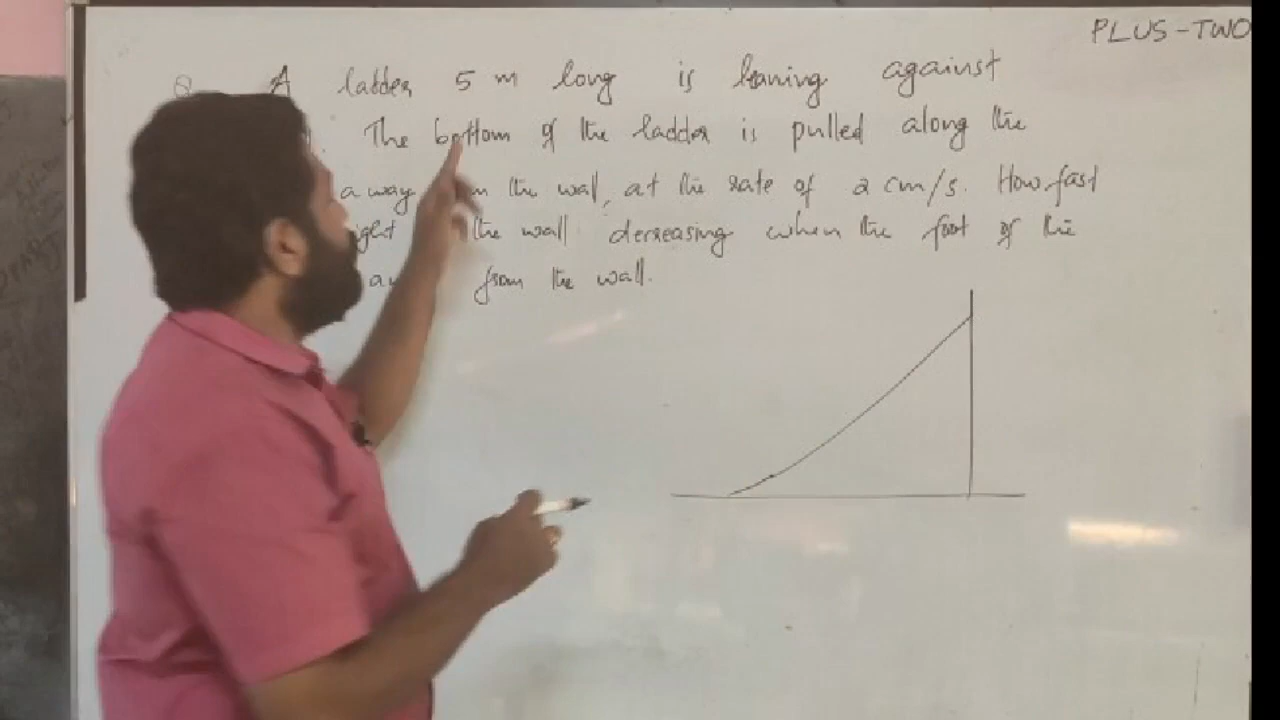 PLUS-TWO
A ladder 5 m long is leaning against
The bottom of the ladder is pulled along the
away the wall, at the rate of 2 cm/s. How fast
the wall decreasing when the foot of the
from the wall.